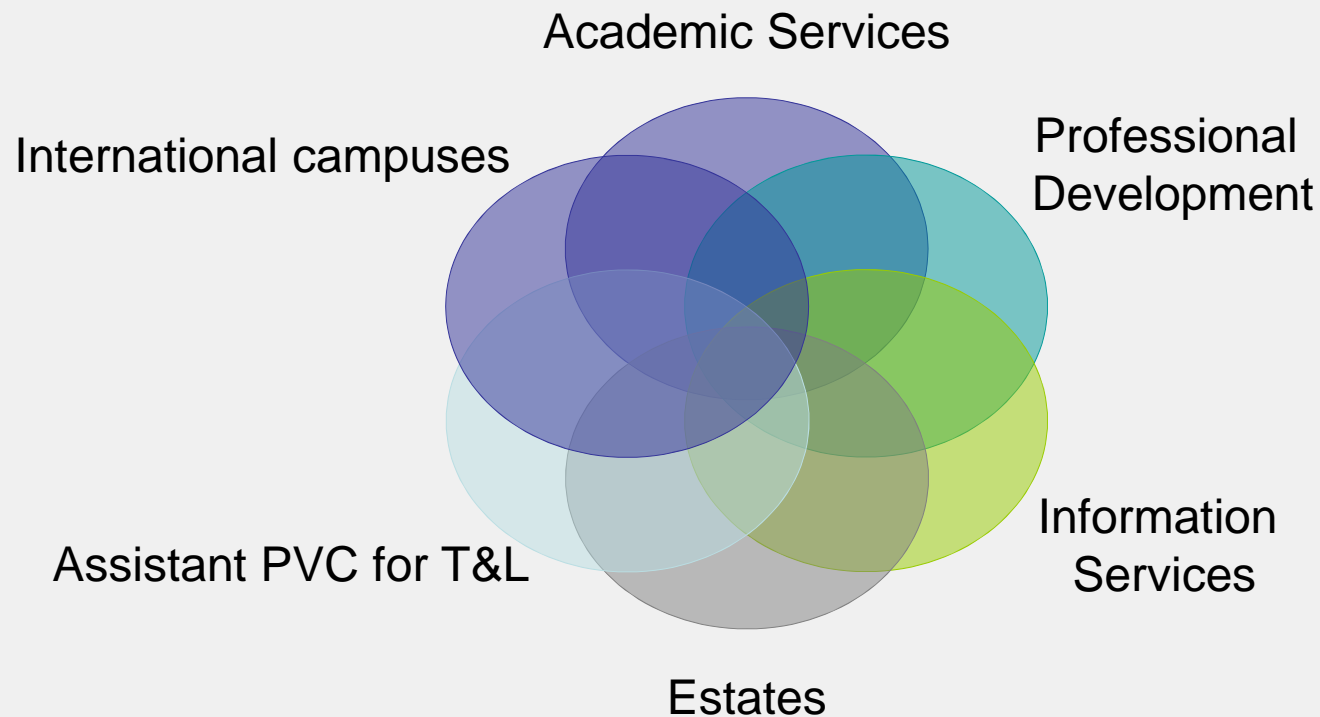 Academic Services
International campuses
Professional
Development
Information
Services
Assistant PVC for T&L
Estates